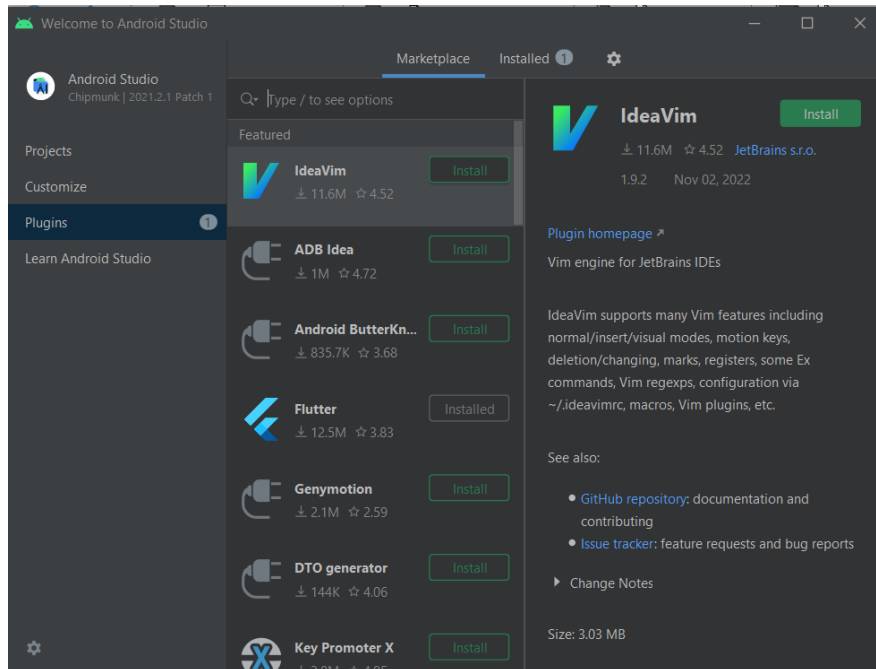 Welcome to Android Studio
Android Studio
Chipmunk | 2021.2.1 Patch 1
Projects
Customize
Plugins 1
Learn Android Studio
Marketplace Installed 1
Type / to see options
Featured
IdeaVim Install
11.6M 4.52
ADB Idea Install
1M 4.72
Android ButterKn... Install
835.7K 3.68
Flutter Installed
12.5M 3.83
Genymotion Install
2.1M 2.59
DTO generator Install
144K 4.06
Key Promoter X Install
IdeaVim Install
11.6M 4.52 JetBrains s.r.o.
1.9.2 Nov 02, 2022
Plugin homepage
Vim engine for JetBrains IDEs
IdeaVim supports many Vim features including
normal/insert/visual modes, motion keys,
deletion/changing, marks, registers, some Ex
commands, Vim regexps, configuration via
~/.ideavimrc, macros, Vim plugins, etc.
See also:
GitHub repository: documentation and
contributing
Issue tracker: feature requests and bug reports
Change Notes
Size: 3.03 MB